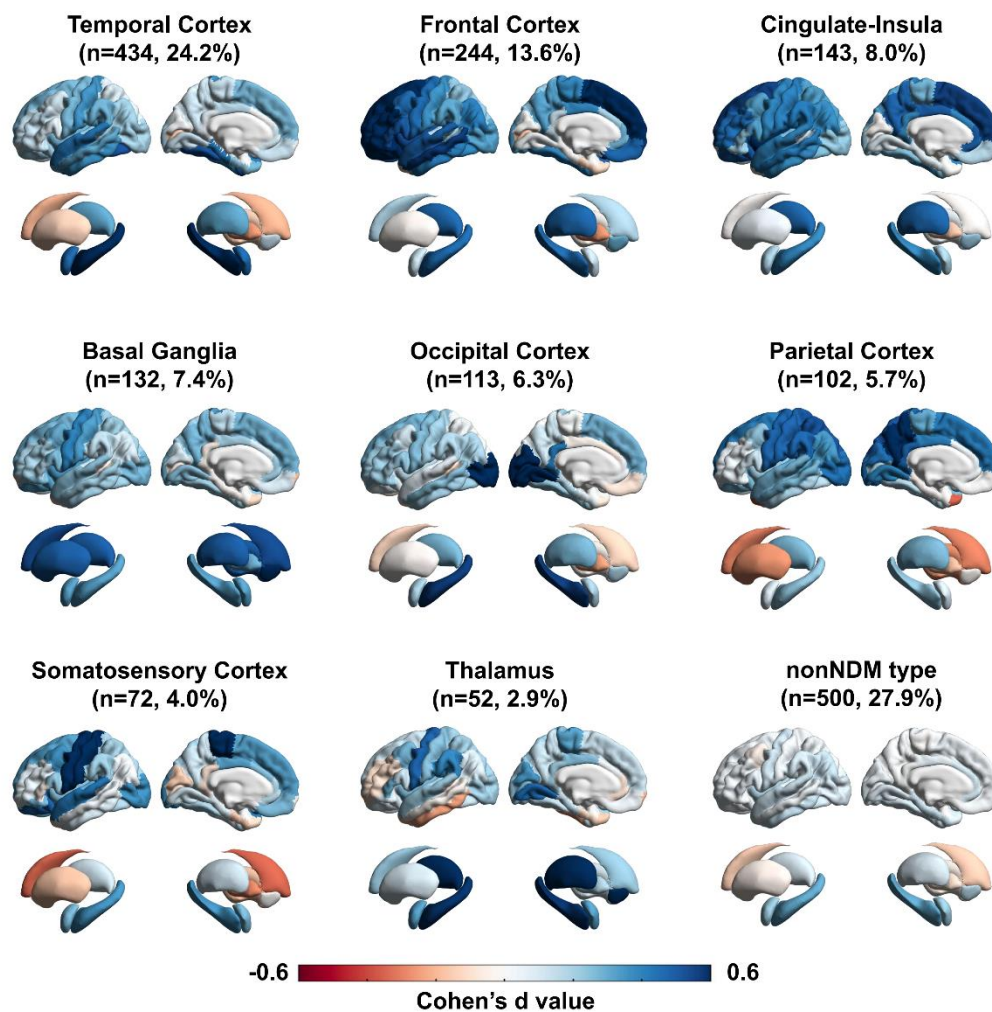 Temporal Cortex
(n=434, 24.2%)
Frontal Cortex
(n=244, 13.6%)
Cingulate-Insula
(n=143, 8.0%)
Basal Ganglia
(n=132, 7.4%)
Occipital Cortex
(n=113, 6.3%)
Parietal Cortex
(n=102, 5.7%)
Somatosensory Cortex
(n=72, 4.0%)
Thalamus
(n=52, 2.9%)
nonNDM type
(n=500, 27.9%)
-0.6 0.6
Cohen's d value